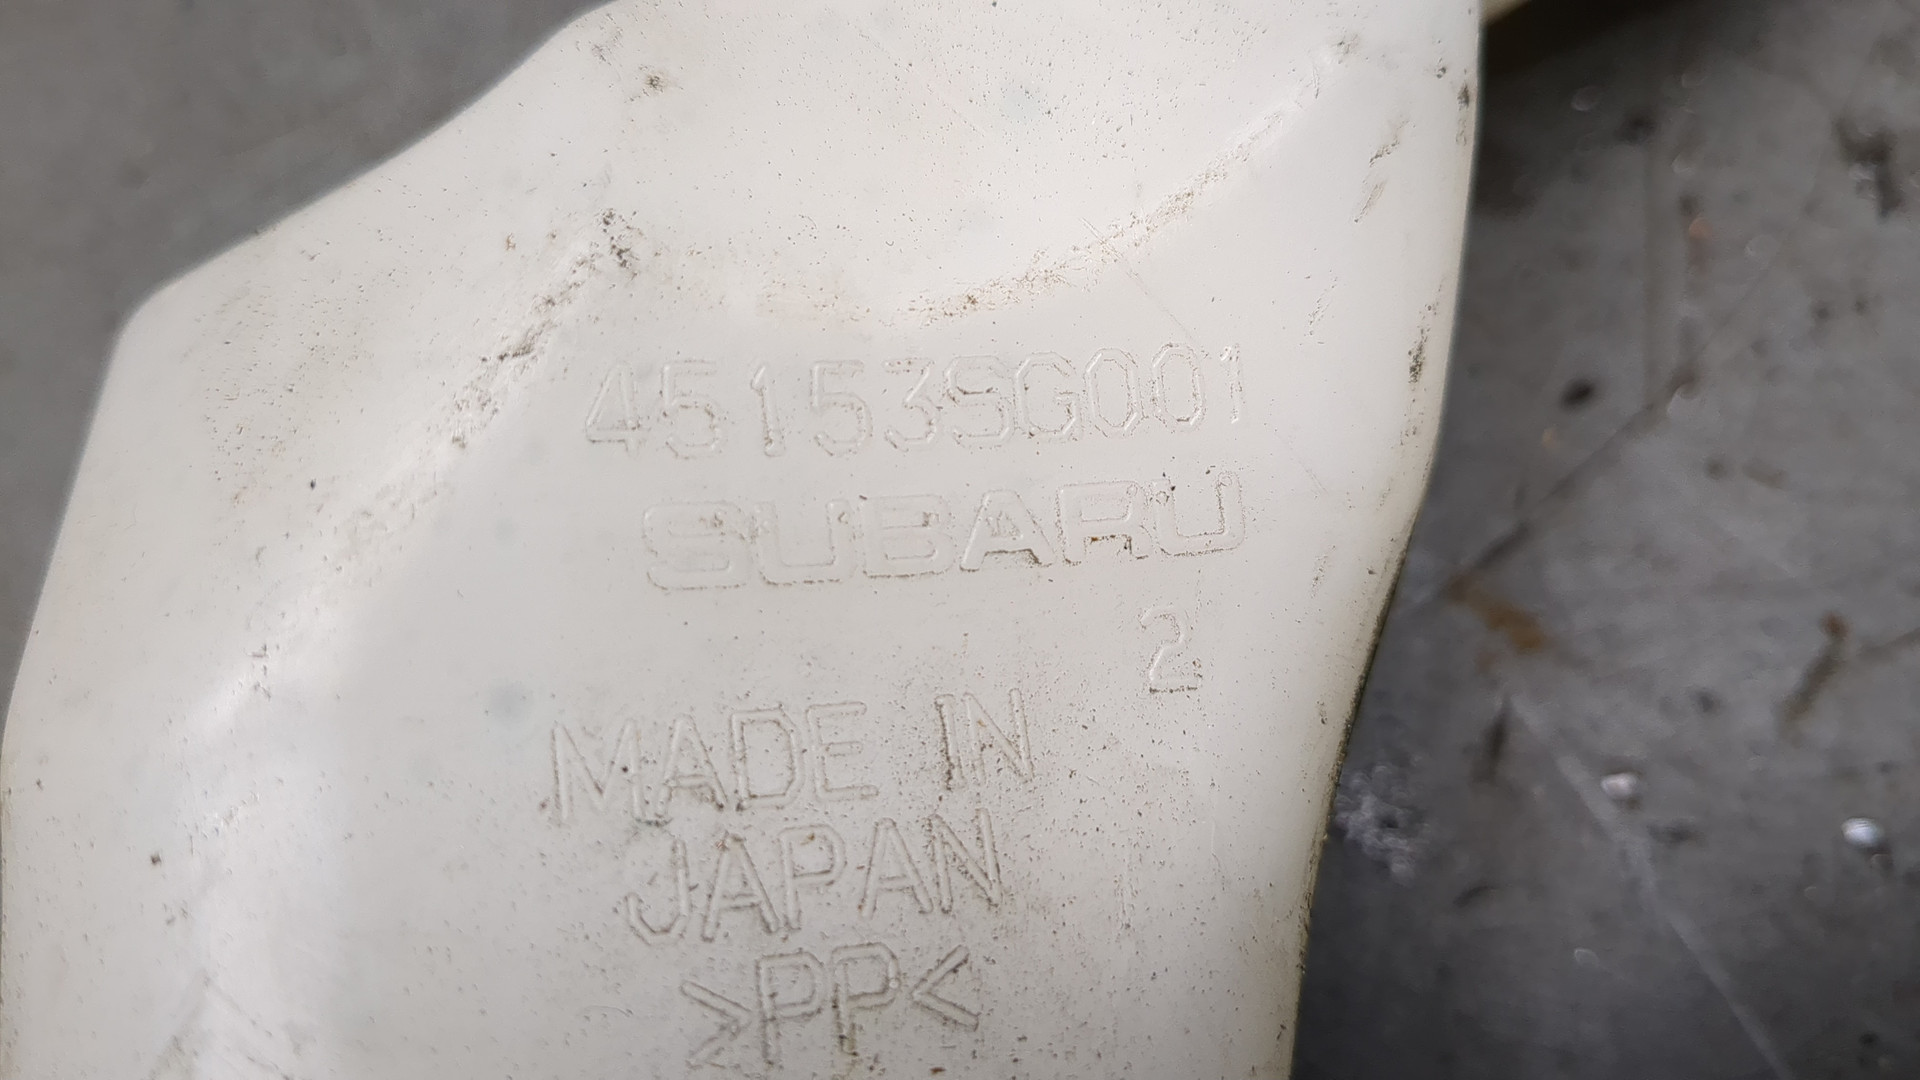 45153SG001
SUBARU
2
MADE IN
JAPAN
>PP<